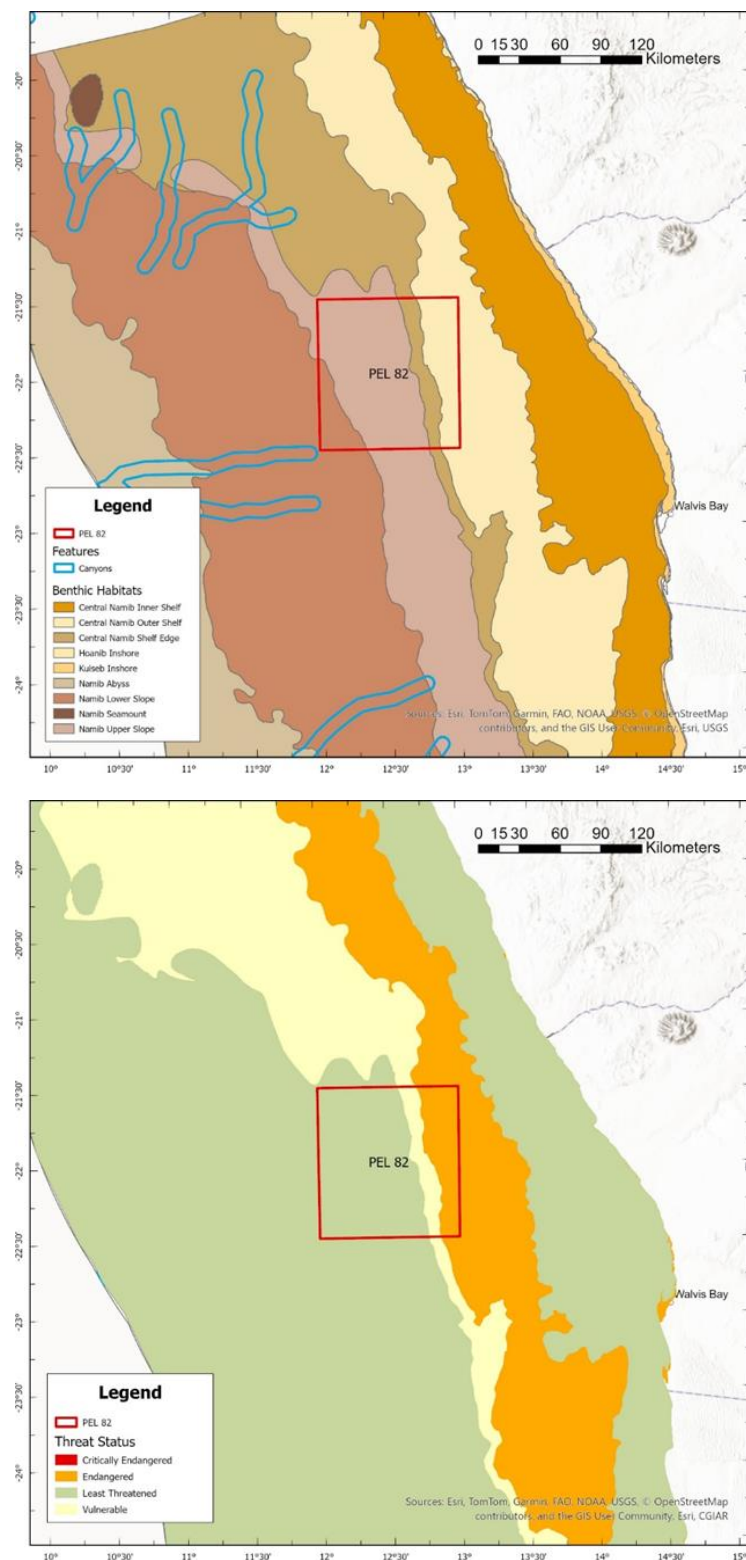 0 15 30 60 90 120
Kilometers
-20°
-20°30'
-21°
-21°30'
-22°
-22°30'
-23°
-23°30'
-24°
PEL 82
Walvis Bay
Legend
PEL 82
Features
Canyons
Benthic Habitats
Central Namib Inner Shelf
Central Namib Outer Shelf
Central Namib Shelf Edge
Hoanib Inshore
Kuiseb Inshore
Namib Abyss
Namib Lower Slope
Namib Seamount
Namib Upper Slope
Sources: Esri, TomTom, Garmin, FAO, NOAA, USGS, © OpenStreetMap
contributors, and the GIS User Community, Esri, USGS
10° 10°30' 11° 11°30' 12° 12°30' 13° 13°30' 14° 14°30' 15°
0 15 30 60 90 120
Kilometers
-20°
-20°30'
-21°
-21°30'
-22°
-22°30'
-23°
-23°30'
-24°
PEL 82
Walvis Bay
Legend
PEL 82
Threat Status
Critically Endangered
Endangered
Least Threatened
Vulnerable
Sources: Esri, TomTom, Garmin, FAO, NOAA, USGS, © OpenStreetMap
contributors, and the GIS User Community, Esri, CGIAR
10° 10°30' 11° 11°30' 12° 12°30' 13° 13°30' 14° 14°30' 15°